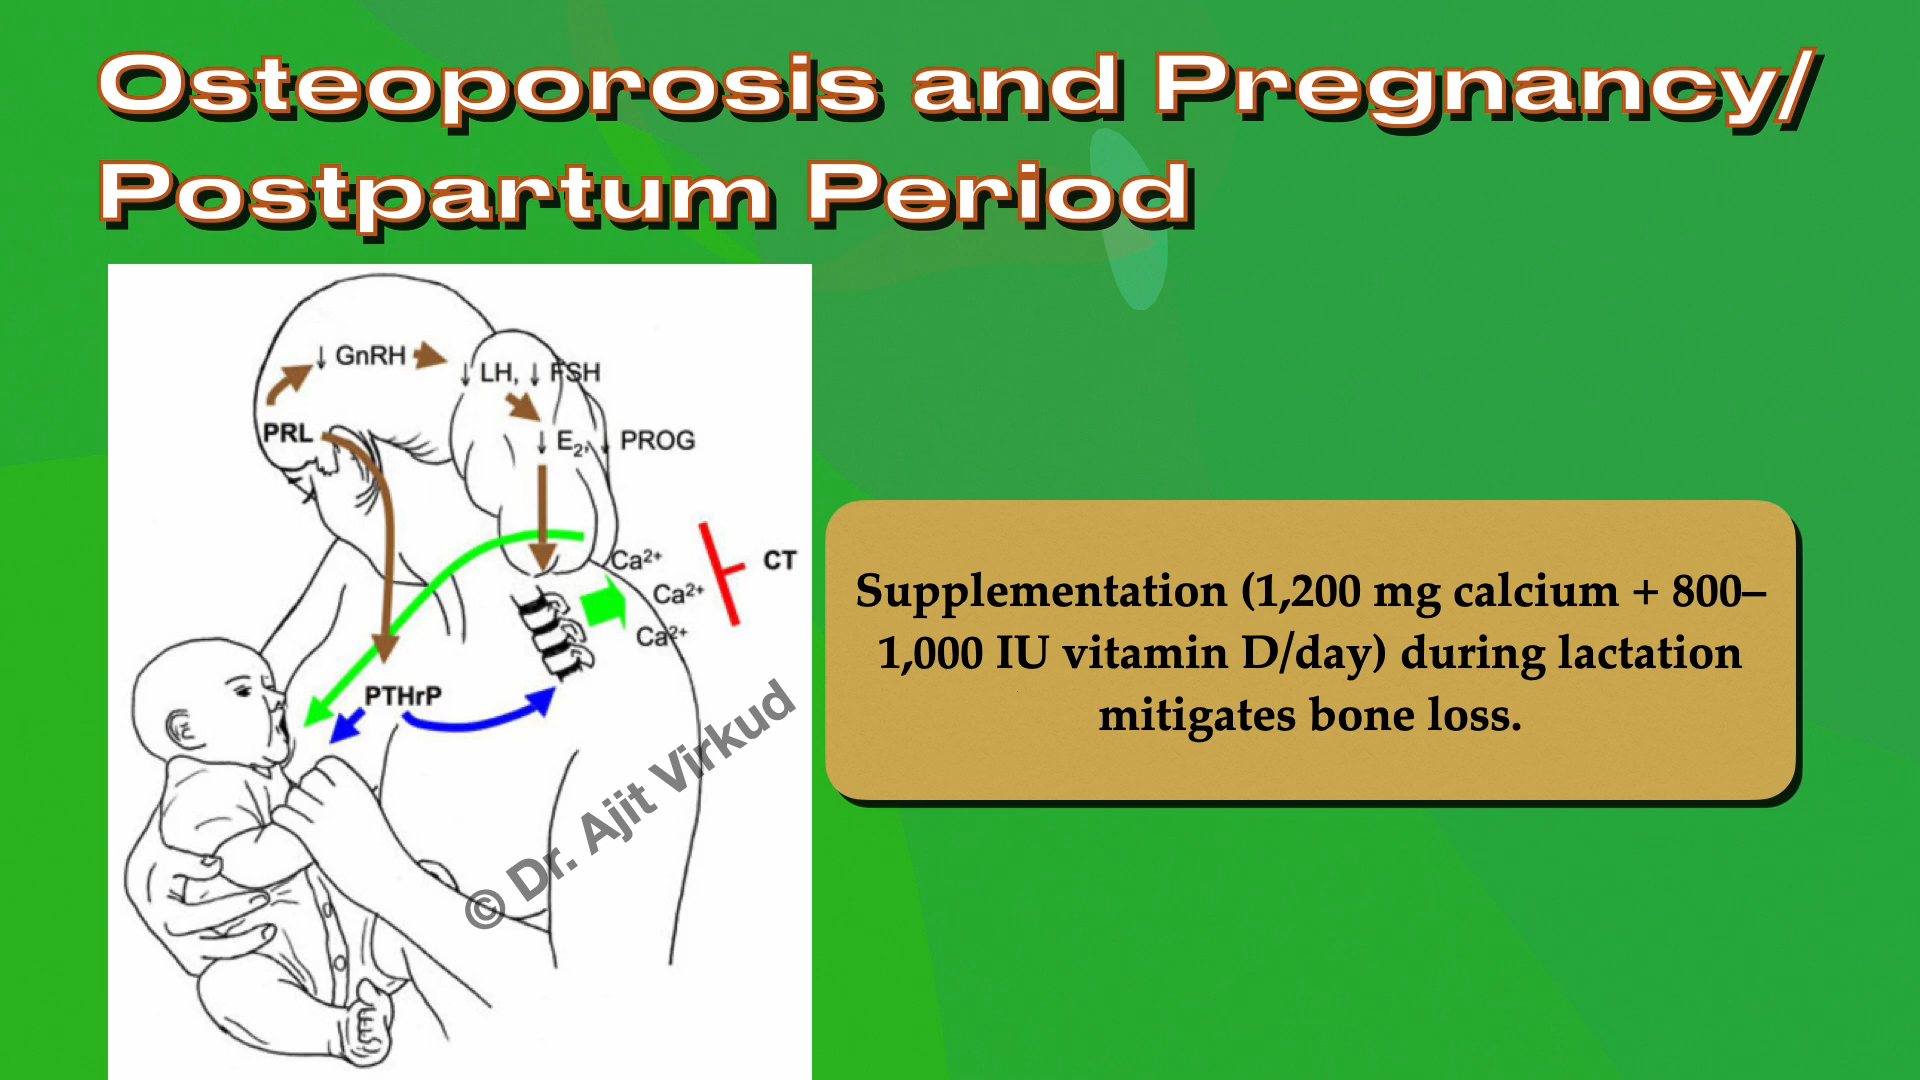 Osteoporosis and Pregnancy/
Postpartum Period
↓ GnRH
↓ LH, ↓ FSH
PRL
↓ E₂, ↓ PROG
Ca²⁺
CT
Ca²⁺
Ca²⁺
PTHrP
© Dr. Ajit Virkud
Supplementation (1,200 mg calcium + 800–
1,000 IU vitamin D/day) during lactation
mitigates bone loss.